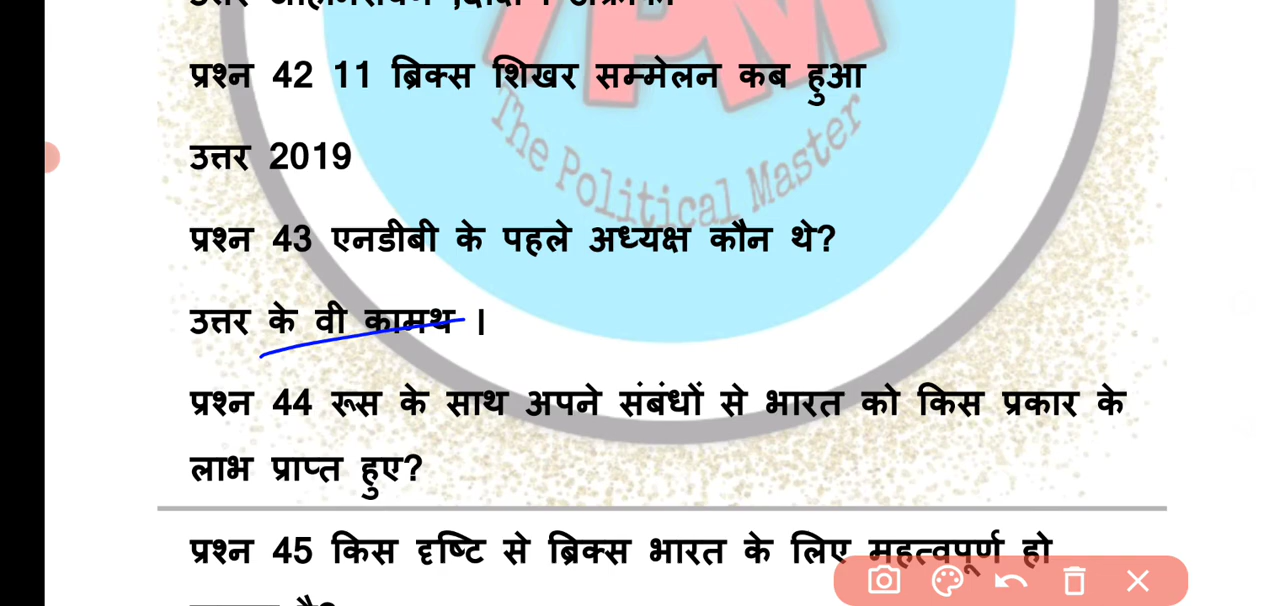 प्रश्न 42 11 ब्रिक्स शिखर सम्मेलन कब हुआ
The Political Master
उत्तर 2019
प्रश्न 43 एनडीबी के पहले अध्यक्ष कौन थे?
उत्तर के वी कामथ ।
प्रश्न 44 रूस के साथ अपने संबंधों से भारत को किस प्रकार के
लाभ प्राप्त हुए?
प्रश्न 45 किस दृष्टि से ब्रिक्स भारत के लिए महत्वपूर्ण हो